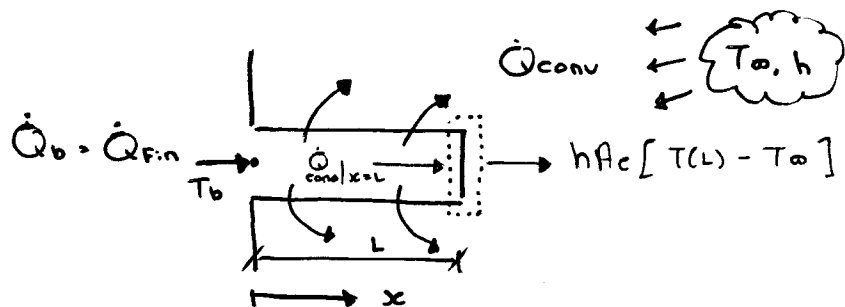 Q̇conv
T∞, h
Q̇b = Q̇Fin
Tb
Q̇cond|x=L
hAc [ T(L) - T∞ ]
L
x